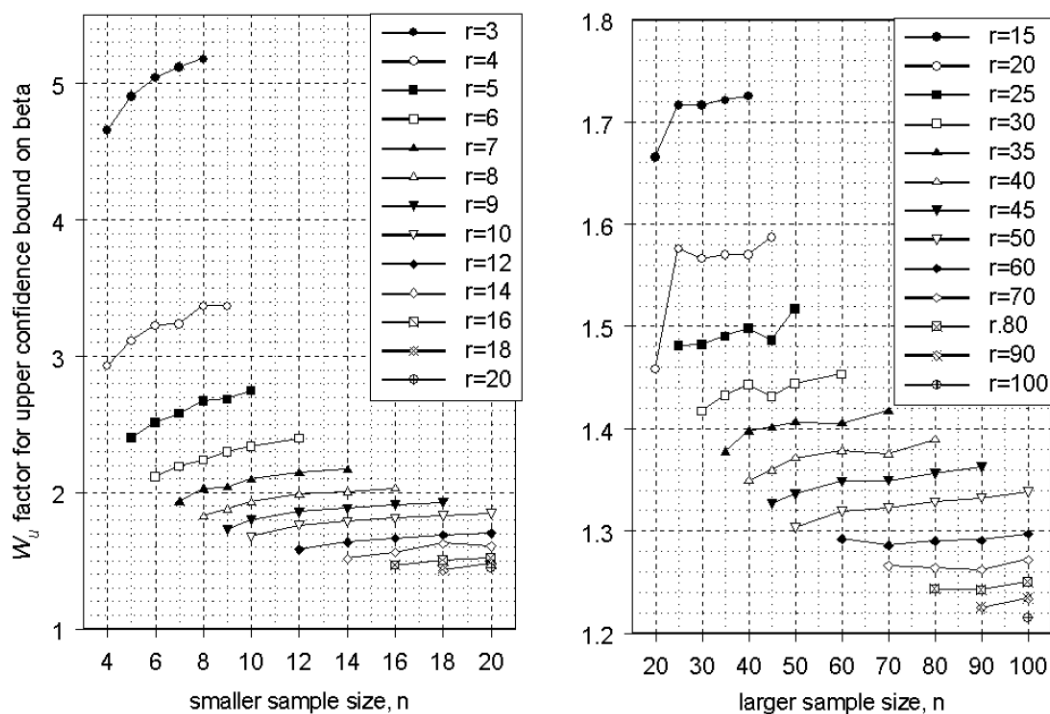 W_u factor for upper confidence bound on beta
5
4
3
2
1
4 6 8 10 12 14 16 18 20
smaller sample size, n
r=3
r=4
r=5
r=6
r=7
r=8
r=9
r=10
r=12
r=14
r=16
r=18
r=20
1.8
1.7
1.6
1.5
1.4
1.3
1.2
20 30 40 50 60 70 80 90 100
larger sample size, n
r=15
r=20
r=25
r=30
r=35
r=40
r=45
r=50
r=60
r=70
r.80
r=90
r=100